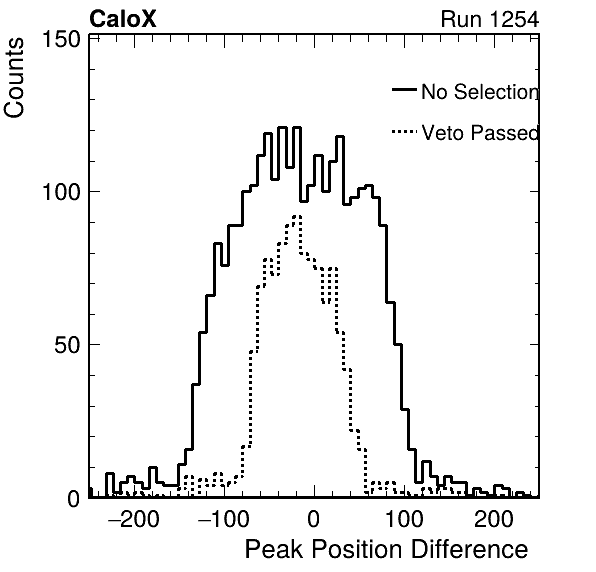 CaloX Run 1254
Counts
150
100
50
0
No Selection
Veto Passed
−200 −100 0 100 200
Peak Position Difference